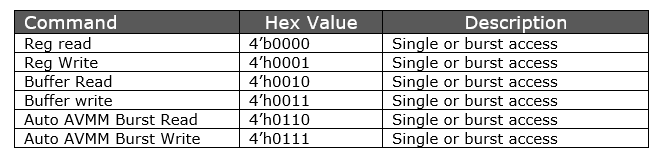 Command Hex Value Description
Reg read 4’b0000 Single or burst access
Reg Write 4’h0001 Single or burst access
Buffer Read 4’h0010 Single or burst access
Buffer write 4’h0011 Single or burst access
Auto AVMM Burst Read 4’h0110 Single or burst access
Auto AVMM Burst Write 4’h0111 Single or burst access